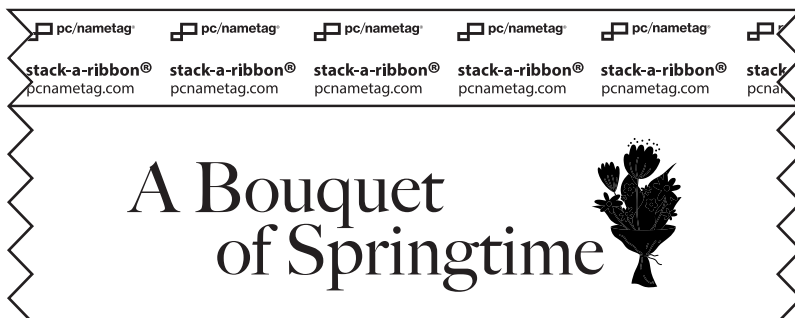 pc/nametag® pc/nametag® pc/nametag® pc/nametag® pc/nametag®
stack-a-ribbon® stack-a-ribbon® stack-a-ribbon® stack-a-ribbon® stack-a-ribbon® stack
pcnametag.com pcnametag.com pcnametag.com pcnametag.com pcnametag.com
A Bouquet
of Springtime